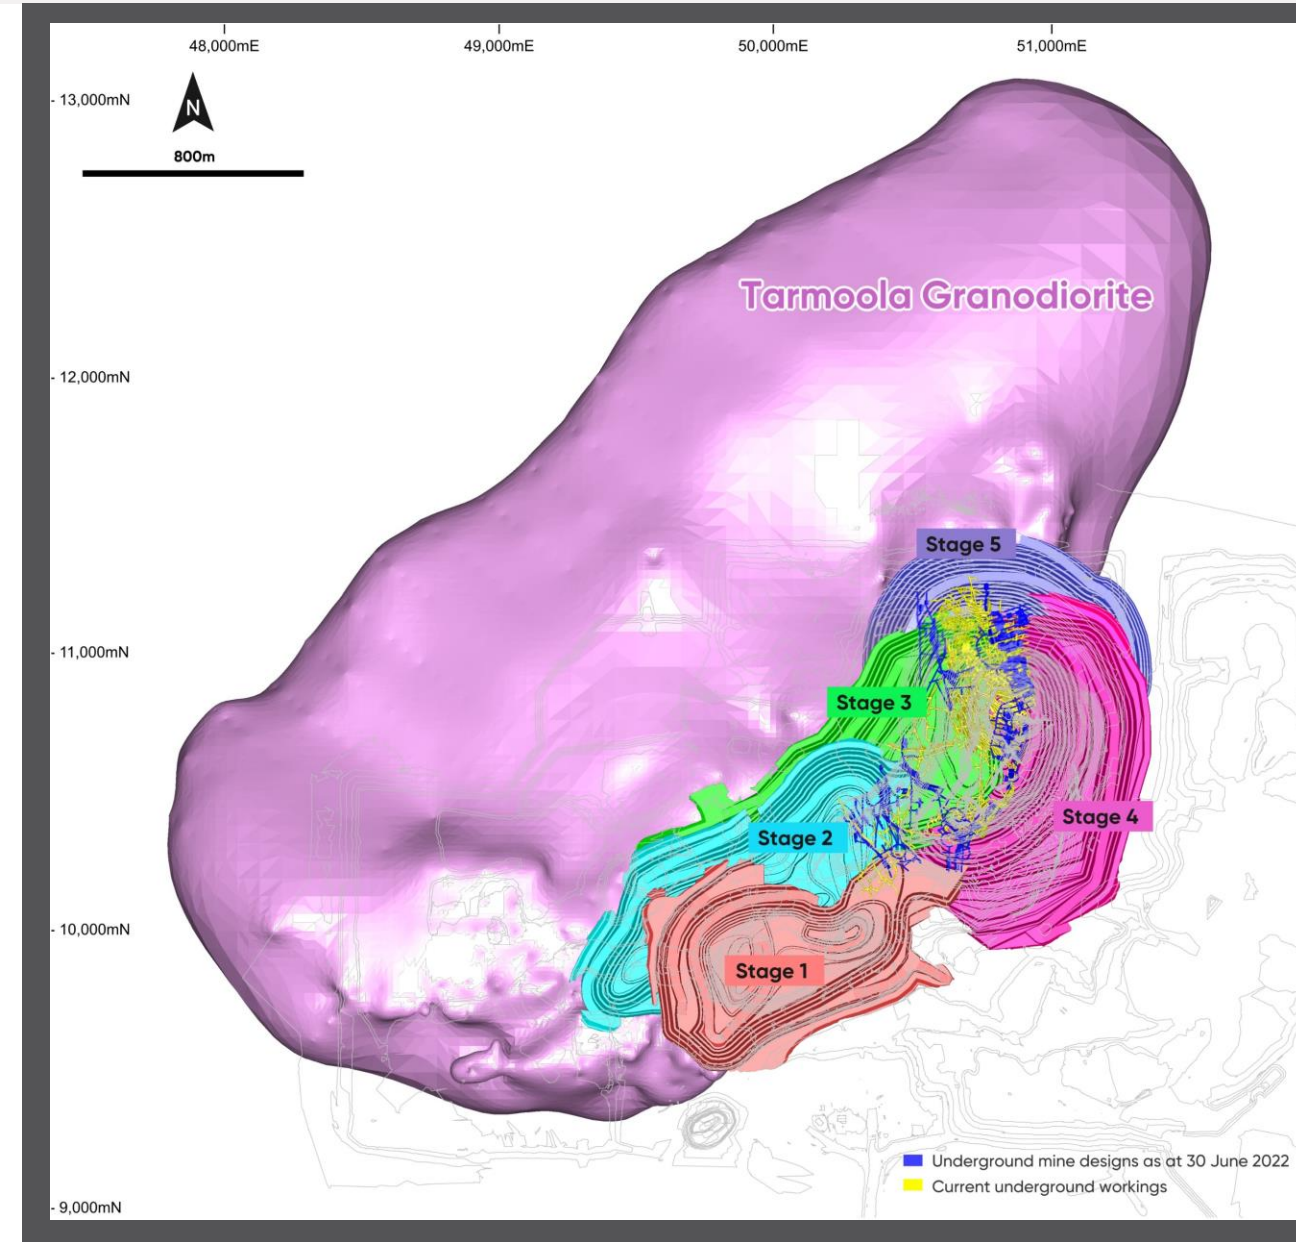 48,000mE
49,000mE
50,000mE
51,000mE
- 13,000mN
N
800m
Tarmoola Granodiorite
- 12,000mN
Stage 5
- 11,000mN
Stage 3
Stage 4
Stage 2
- 10,000mN
Stage 1
Underground mine designs as at 30 June 2022
Current underground workings
- 9,000mN